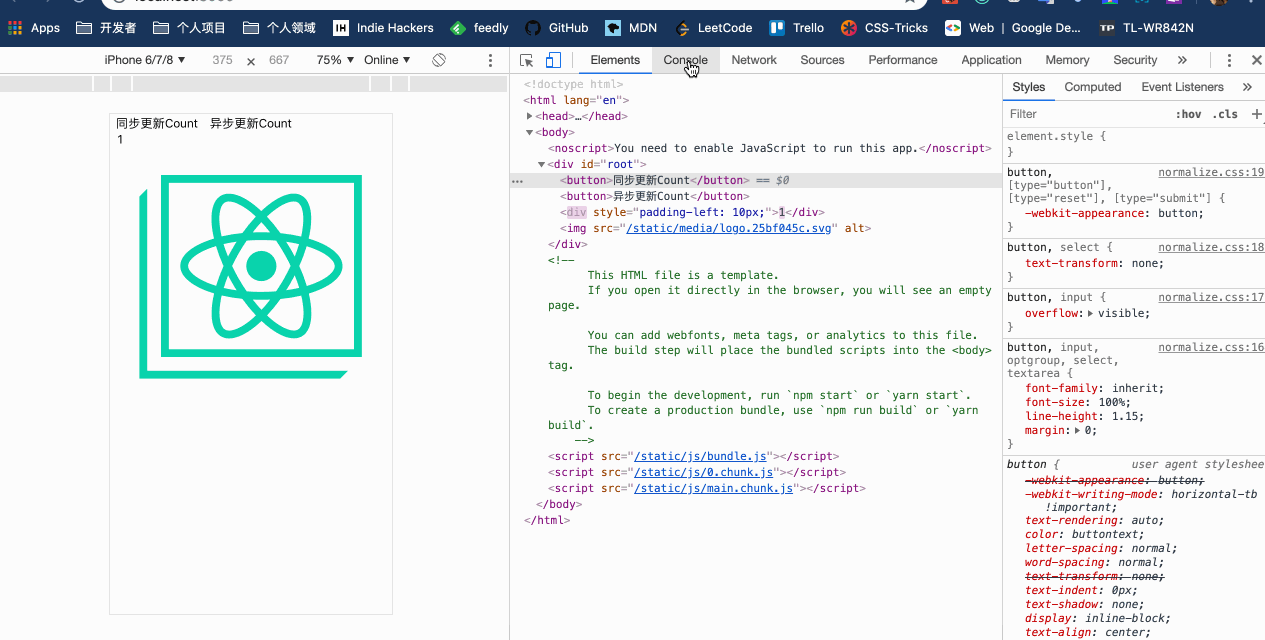 Apps 开发者 个人项目 个人领域 IH Indie Hackers feedly GitHub MDN LeetCode Trello CSS-Tricks Web | Google De... TP TL-WR842N
iPhone 6/7/8 ▼ 375 × 667 75% ▼ Online ▼
Elements Console Network Sources Performance Application Memory Security »
同步更新Count 异步更新Count
1
<!doctype html>
<html lang="en">
▶<head>…</head>
▼<body>
<noscript>You need to enable JavaScript to run this app.</noscript>
▼<div id="root">
<button>同步更新Count</button> == $0
<button>异步更新Count</button>
<div style="padding-left: 10px;">1</div>
<img src="/static/media/logo.25bf045c.svg" alt>
</div>
<!--
This HTML file is a template.
If you open it directly in the browser, you will see an empty
page.
You can add webfonts, meta tags, or analytics to this file.
The build step will place the bundled scripts into the <body>
tag.
To begin the development, run `npm start` or `yarn start`.
To create a production bundle, use `npm run build` or `yarn
build`.
-->
<script src="/static/js/bundle.js"></script>
<script src="/static/js/0.chunk.js"></script>
<script src="/static/js/main.chunk.js"></script>
</body>
</html>
Styles Computed Event Listeners »
Filter :hov .cls +
element.style {
}
button, normalize.css:19
[type="button"],
[type="reset"], [type="submit"] {
-webkit-appearance: button;
}
button, select { normalize.css:18
text-transform: none;
}
button, input { normalize.css:17
overflow:▶visible;
}
button, input, normalize.css:16
optgroup, select,
textarea {
font-family: inherit;
font-size: 100%;
line-height: 1.15;
margin:▶0;
}
button { user agent styleshee
-webkit-appearance: button;
-webkit-writing-mode: horizontal-tb
!important;
text-rendering: auto;
color: buttontext;
letter-spacing: normal;
word-spacing: normal;
text-transform: none;
text-indent: 0px;
text-shadow: none;
display: inline-block;
text-align: center;